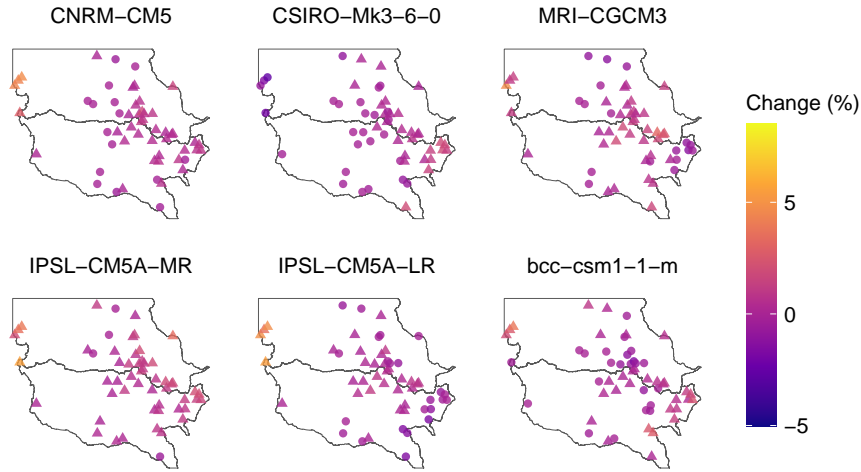 CNRM−CM5
CSIRO−Mk3−6−0
MRI−CGCM3
Change (%)
5
0
−5
IPSL−CM5A−MR
IPSL−CM5A−LR
bcc−csm1−1−m